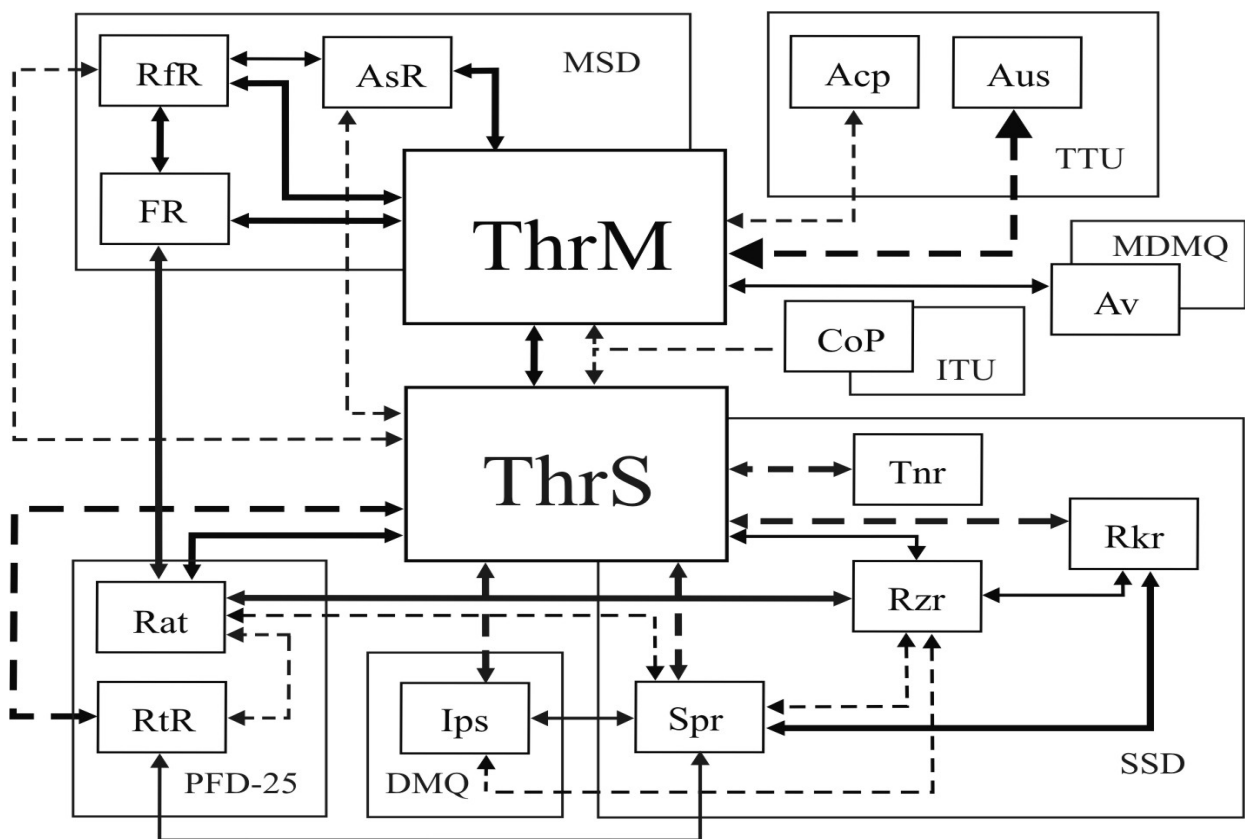 RfR
AsR
MSD
Acp
Aus
TTU
FR
ThrM
MDMQ
Av
CoP
ITU
ThrS
Tnr
Rkr
Rat
Rzr
RtR
Ips
Spr
PFD-25
DMQ
SSD